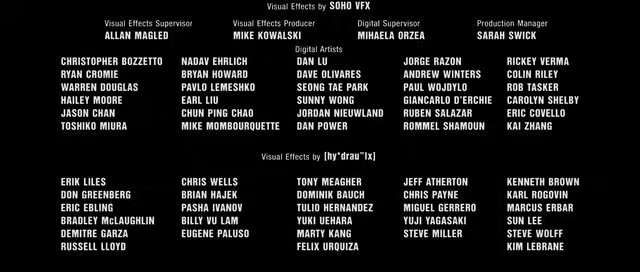 Visual Effects by SOHO VFX
Visual Effects Supervisor Visual Effects Producer Digital Supervisor Production Manager
ALLAN MAGLED MIKE KOWALSKI MIHAELA ORZEA SARAH SWICK
Digital Artists
CHRISTOPHER BOZZETTO NADAV EHRLICH DAN LU JORGE RAZON RICKEY VERMA
RYAN CROMIE BRYAN HOWARD DAVE OLIVARES ANDREW WINTERS COLIN RILEY
WARREN DOUGLAS PAVLO LEMESHKO SEONG TAE PARK PAUL WOJDYLO ROB TASKER
HAILEY MOORE EARL LIU SUNNY WONG GIANCARLO D'ERCHIE CAROLYN SHELBY
JASON CHAN CHUN PING CHAO JORDAN NIEUWLAND RUBEN SALAZAR ERIC COVELLO
TOSHIKO MIURA MIKE MOMBOURQUETTE DAN POWER ROMMEL SHAMOUN KAI ZHANG
Visual Effects by [hy*drau"lx]
ERIK LILES CHRIS WELLS TONY MEAGHER JEFF ATHERTON KENNETH BROWN
DON GREENBERG BRIAN HAJEK DOMINIK BAUCH CHRIS PAYNE KARL ROGOVIN
ERIC EBLING PASHA IVANOV TULIO HERNANDEZ MIGUEL GERRERO MARCUS ERBAR
BRADLEY McLAUGHLIN BILLY VU LAM YUKI UEHARA YUJI YAGASAKI SUN LEE
DEMITRE GARZA EUGENE PALUSO MARTY KANG STEVE MILLER STEVE WOLFF
RUSSELL LLOYD FELIX URQUIZA KIM LEBRANE